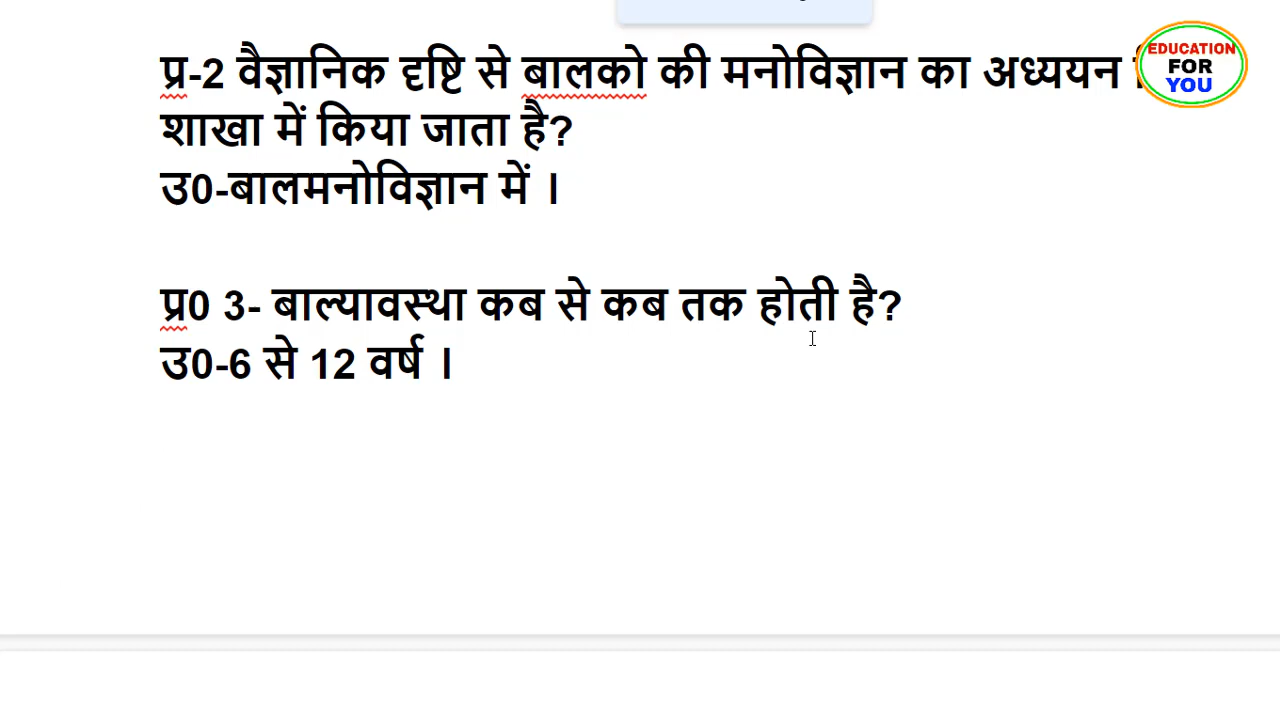 प्र-2 वैज्ञानिक दृष्टि से बालको की मनोविज्ञान का अध्ययन
शाखा में किया जाता है?
उ0-बालमनोविज्ञान में ।
प्र0 3- बाल्यावस्था कब से कब तक होती है?
उ0-6 से 12 वर्ष ।
EDUCATION
FOR
YOU